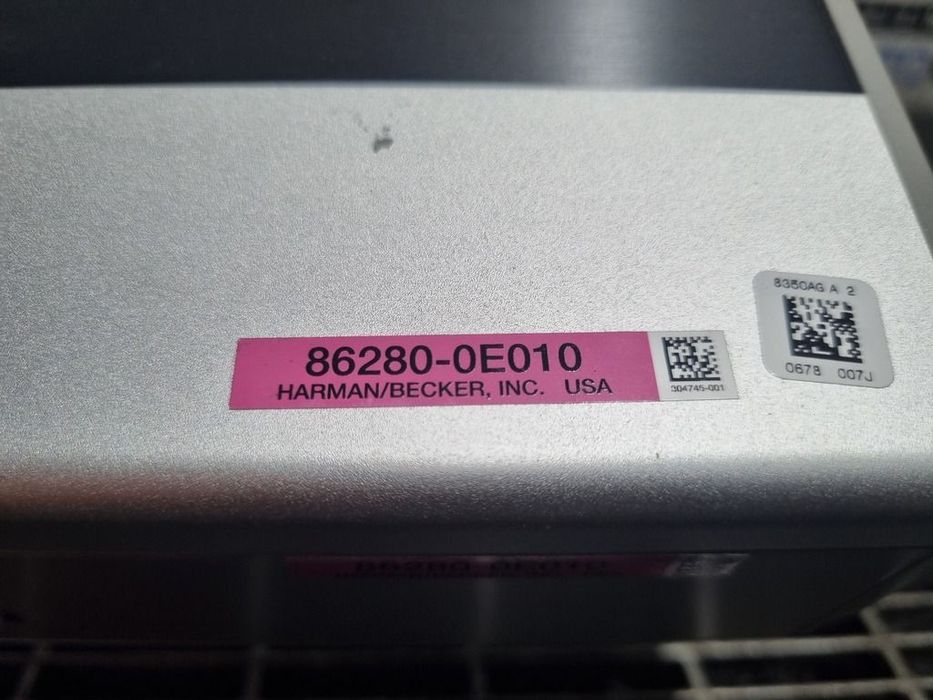 8350AG A 2
0678 007J
86280-0E010
HARMAN/BECKER, INC. USA
304745-001